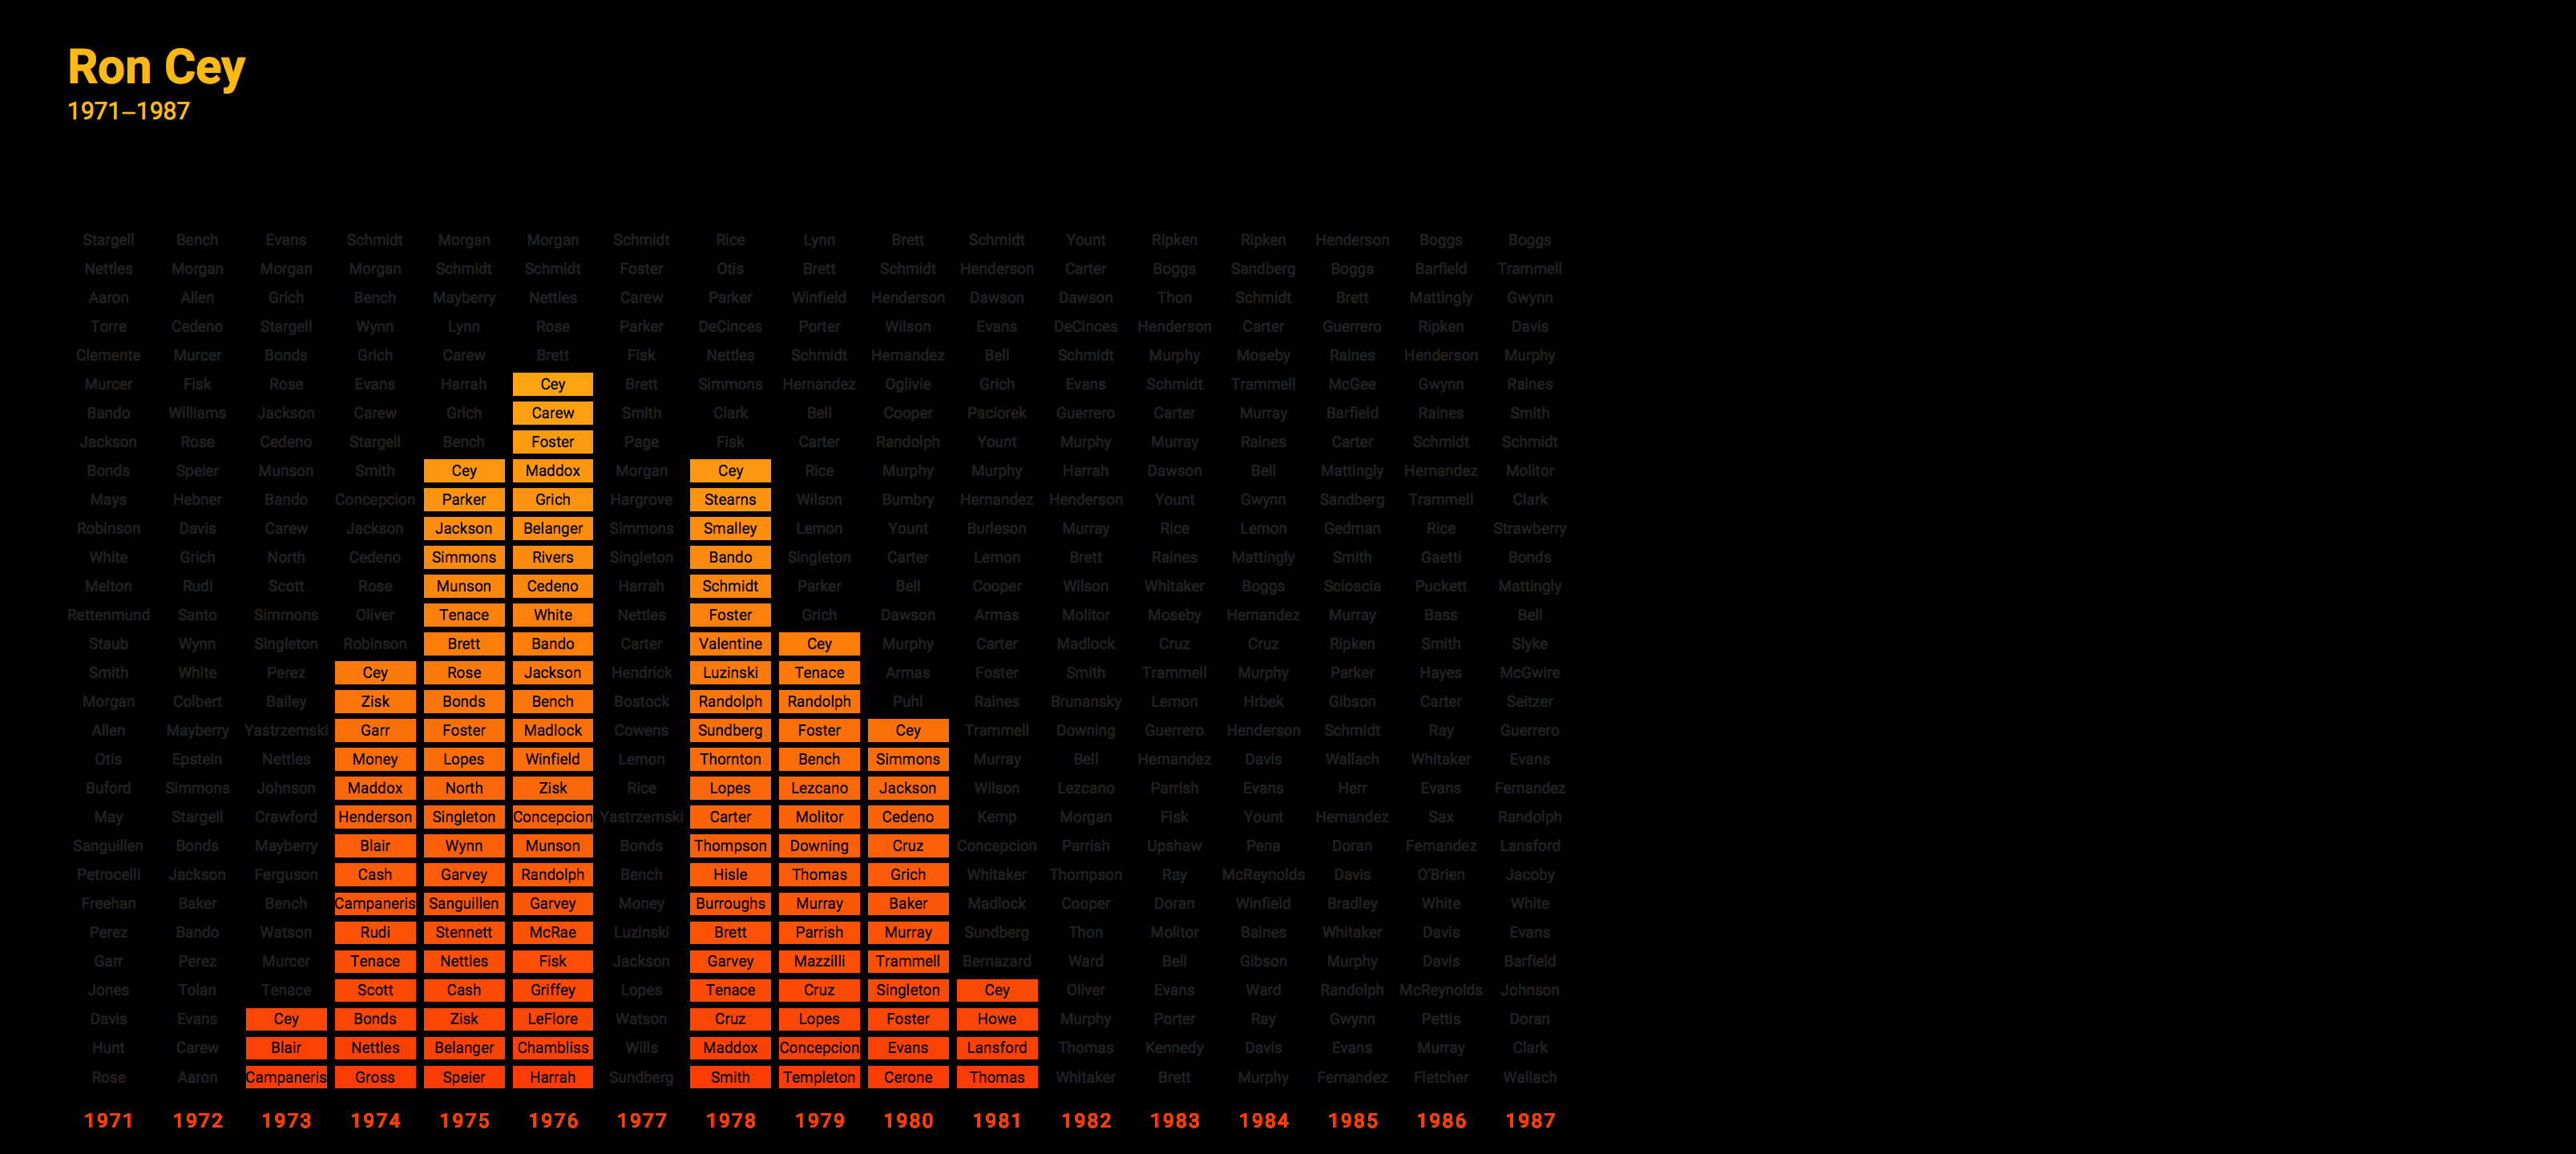 Ron Cey
1971–1987
Stargell Bench Evans Schmidt Morgan Morgan Schmidt Rice Lynn Brett Schmidt Yount Ripken Ripken Henderson Boggs Boggs
Nettles Morgan Morgan Morgan Schmidt Schmidt Foster Otis Brett Schmidt Henderson Carter Boggs Sandberg Boggs Barfield Trammell
Aaron Allen Grich Bench Mayberry Nettles Carew Parker Winfield Henderson Dawson Dawson Thon Schmidt Brett Mattingly Gwynn
Torre Cedeno Stargell Wynn Lynn Rose Parker DeCinces Porter Wilson Evans DeCinces Henderson Carter Guerrero Ripken Davis
Clemente Murcer Bonds Grich Carew Brett Fisk Nettles Schmidt Hernandez Bell Schmidt Murphy Moseby Raines Henderson Murphy
Murcer Fisk Rose Evans Harrah Cey Brett Simmons Hernandez Oglivie Grich Evans Schmidt Trammell McGee Gwynn Raines
Bando Williams Jackson Carew Grich Carew Smith Clark Bell Cooper Paciorek Guerrero Carter Murray Barfield Raines Smith
Jackson Rose Cedeno Stargell Bench Foster Page Fisk Carter Randolph Yount Murphy Murray Raines Carter Schmidt Schmidt
Bonds Speier Munson Smith Cey Maddox Morgan Cey Rice Murphy Murphy Harrah Dawson Bell Mattingly Hernandez Molitor
Mays Hebner Bando Concepcion Parker Grich Hargrove Stearns Wilson Bumbry Hernandez Henderson Yount Gwynn Sandberg Trammell Clark
Robinson Davis Carew Jackson Jackson Belanger Simmons Smalley Lemon Yount Burleson Murray Rice Lemon Gedman Rice Strawberry
White Grich North Cedeno Simmons Rivers Singleton Bando Singleton Carter Lemon Brett Raines Mattingly Smith Gaetti Bonds
Melton Rudi Scott Rose Munson Cedeno Harrah Schmidt Parker Bell Cooper Wilson Whitaker Boggs Scioscia Puckett Mattingly
Rettenmund Santo Simmons Oliver Tenace White Nettles Foster Grich Dawson Armas Molitor Moseby Hernandez Murray Bass Bell
Staub Wynn Singleton Robinson Brett Bando Carter Valentine Cey Murphy Carter Madlock Cruz Cruz Ripken Smith Slyke
Smith White Perez Cey Rose Jackson Hendrick Luzinski Tenace Armas Foster Smith Trammell Murphy Parker Hayes McGwire
Morgan Colbert Bailey Zisk Bonds Bench Bostock Randolph Randolph Puhl Raines Brunansky Lemon Hrbek Gibson Carter Seitzer
Allen Mayberry Yastrzemski Garr Foster Madlock Cowens Sundberg Foster Cey Trammell Downing Guerrero Henderson Schmidt Ray Guerrero
Otis Epstein Nettles Money Lopes Winfield Lemon Thornton Bench Simmons Murray Bell Hernandez Davis Wallach Whitaker Evans
Buford Simmons Johnson Maddox North Zisk Rice Lopes Lezcano Jackson Wilson Lezcano Parrish Evans Herr Evans Fernandez
May Stargell Crawford Henderson Singleton Concepcion Yastrzemski Carter Molitor Cedeno Kemp Morgan Fisk Yount Hernandez Sax Randolph
Sanguillen Bonds Mayberry Blair Wynn Munson Bonds Thompson Downing Cruz Concepcion Parrish Upshaw Pena Doran Fernandez Lansford
Petrocelli Jackson Ferguson Cash Garvey Randolph Bench Hisle Thomas Grich Whitaker Thompson Ray McReynolds Davis O'Brien Jacoby
Freehan Baker Bench Campaneris Sanguillen Garvey Money Burroughs Murray Baker Madlock Cooper Doran Winfield Bradley White White
Perez Bando Watson Rudi Stennett McRae Luzinski Brett Parrish Murray Sundberg Thon Molitor Baines Whitaker Davis Evans
Garr Perez Murcer Tenace Nettles Fisk Jackson Garvey Mazzilli Trammell Bernazard Ward Bell Gibson Murphy Davis Barfield
Jones Tolan Tenace Scott Cash Griffey Lopes Tenace Cruz Singleton Cey Oliver Evans Ward Randolph McReynolds Johnson
Davis Evans Cey Bonds Zisk LeFlore Watson Cruz Lopes Foster Howe Murphy Porter Ray Gwynn Pettis Doran
Hunt Carew Blair Nettles Belanger Chambliss Wills Maddox Concepcion Evans Lansford Thomas Kennedy Davis Evans Murray Clark
Rose Aaron Campaneris Gross Speier Harrah Sundberg Smith Templeton Cerone Thomas Whitaker Brett Murphy Fernandez Fletcher Wallach
1971 1972 1973 1974 1975 1976 1977 1978 1979 1980 1981 1982 1983 1984 1985 1986 1987